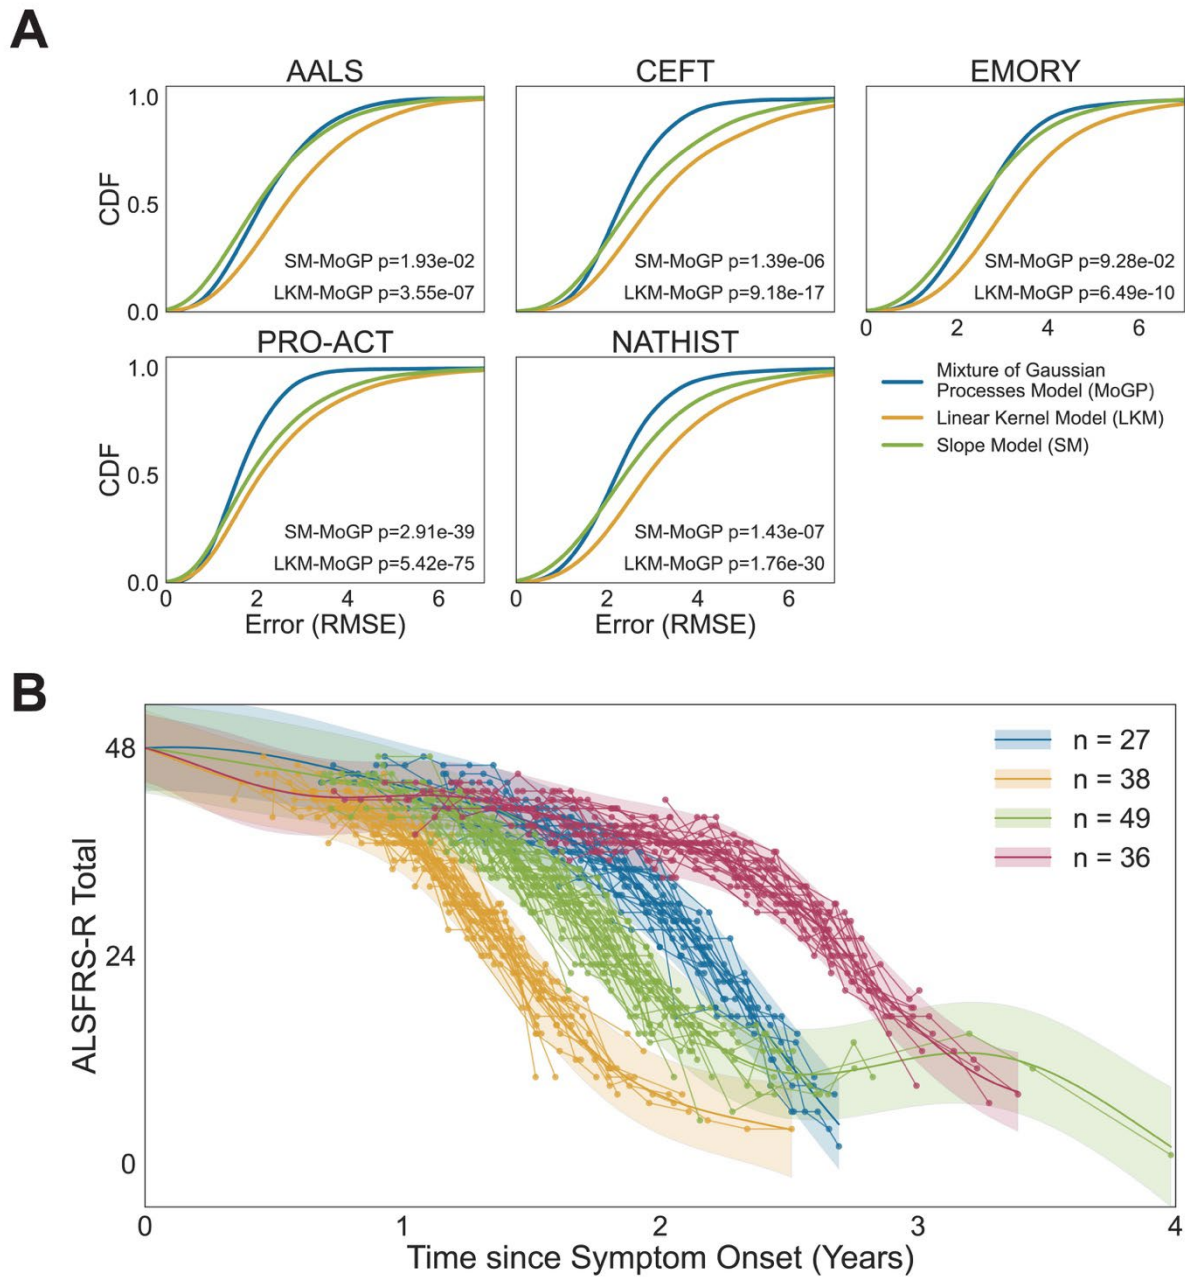 A
AALS
CEFT
EMORY
CDF
1.0
0.5
0.0
SM-MoGP p=1.93e-02
LKM-MoGP p=3.55e-07
SM-MoGP p=1.39e-06
LKM-MoGP p=9.18e-17
SM-MoGP p=9.28e-02
LKM-MoGP p=6.49e-10
0 2 4 6
PRO-ACT
NATHIST
Mixture of Gaussian
Processes Model (MoGP)
Linear Kernel Model (LKM)
Slope Model (SM)
CDF
1.0
0.5
0.0
SM-MoGP p=2.91e-39
LKM-MoGP p=5.42e-75
SM-MoGP p=1.43e-07
LKM-MoGP p=1.76e-30
0 2 4 6
0 2 4 6
Error (RMSE)
Error (RMSE)
B
ALSFRS-R Total
48
24
0
n = 27
n = 38
n = 49
n = 36
0 1 2 3 4
Time since Symptom Onset (Years)